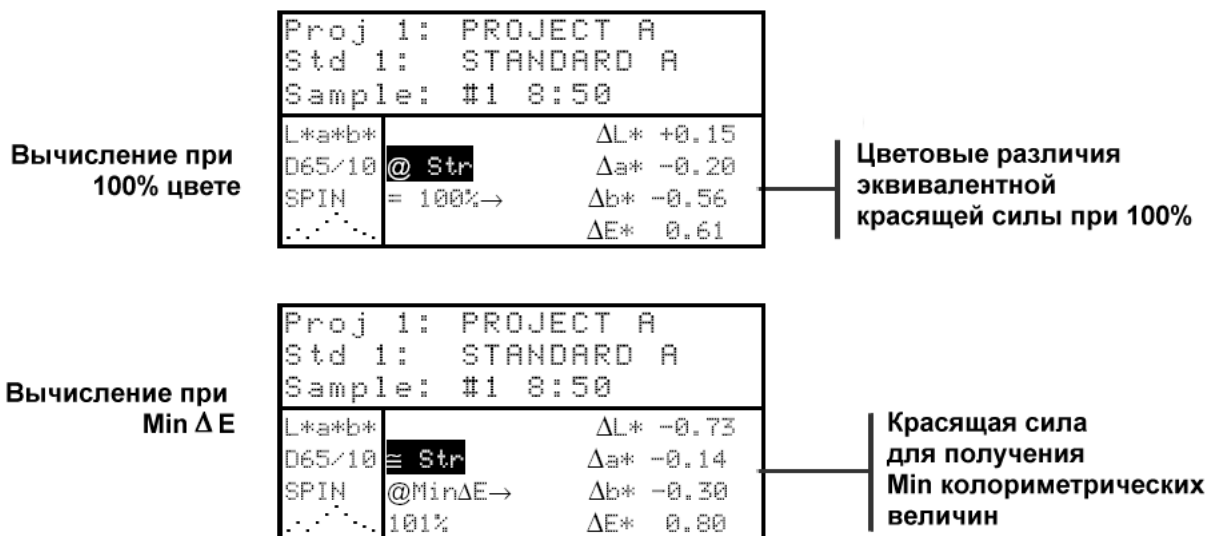 Proj 1: PROJECT A
Std 1: STANDARD A
Sample: #1 8:50
Вычисление при
100% цвете
L*a*b* ΔL* +0.15
D65/10 @ Str Δa* -0.20
SPIN = 100%→ Δb* -0.56
ΔE* 0.61
Цветовые различия
эквивалентной
красящей силы при 100%
Proj 1: PROJECT A
Std 1: STANDARD A
Sample: #1 8:50
Вычисление при
Min Δ E
L*a*b* ΔL* -0.73
D65/10 ≅ Str Δa* -0.14
SPIN @MinΔE→ Δb* -0.30
101% ΔE* 0.80
Красящая сила
для получения
Min колориметрических
величин